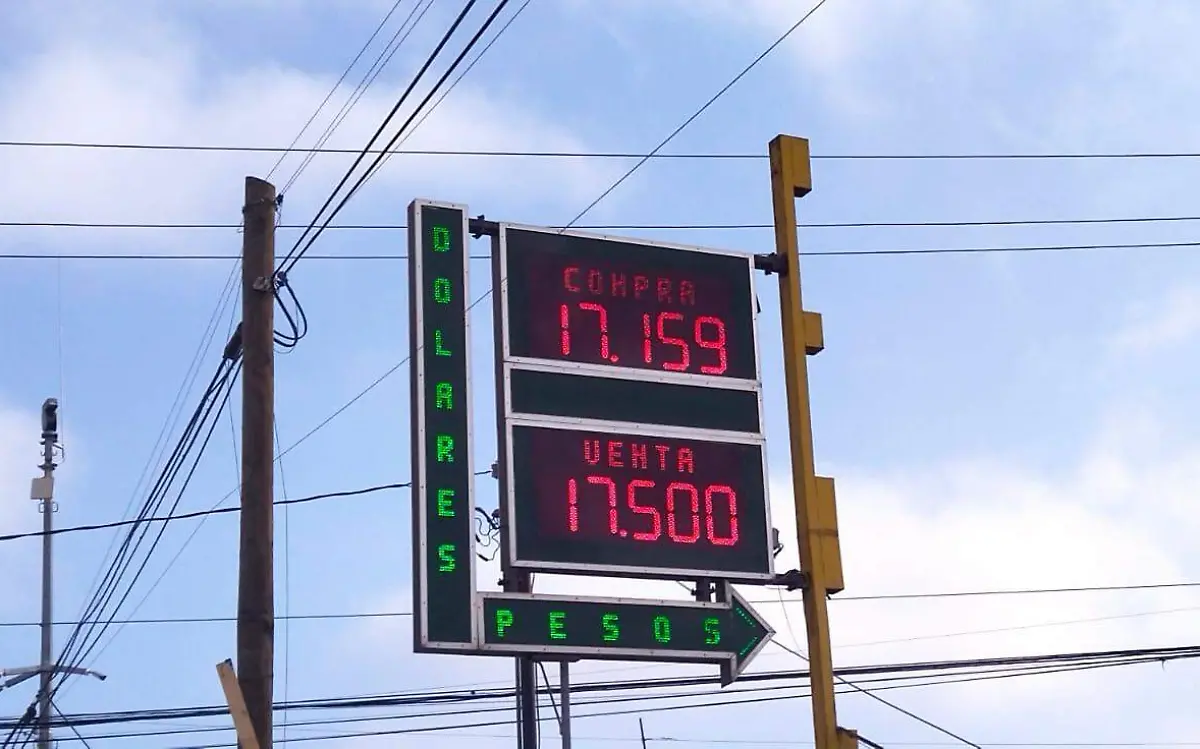 DOLARES
COMPRA
17.159
VENTA
17.500
PESOS